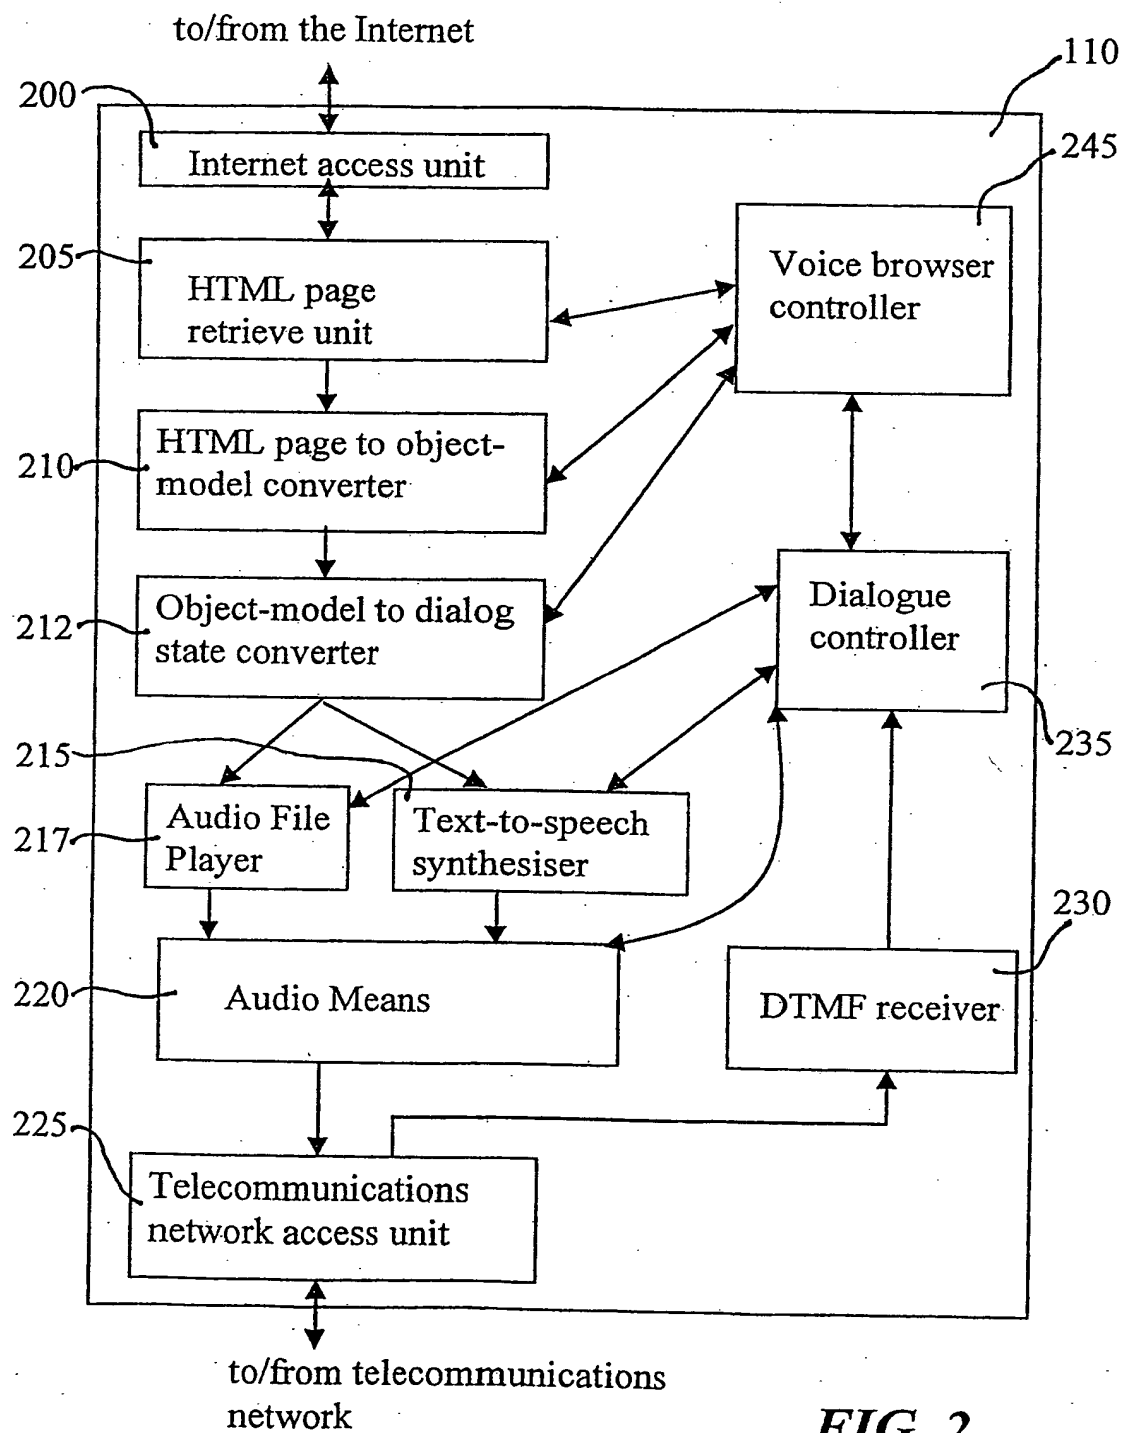 to/from the Internet
110
200
245
Internet access unit
205
HTML page
retrieve unit
Voice browser
controller
210
HTML page to object-
model converter
212
Object-model to dialog
state converter
Dialogue
controller
215
235
217
Audio File
Player
Text-to-speech
synthesiser
230
220
Audio Means
DTMF receiver
225
Telecommunications
network access unit
to/from telecommunications
network
FIG. 2